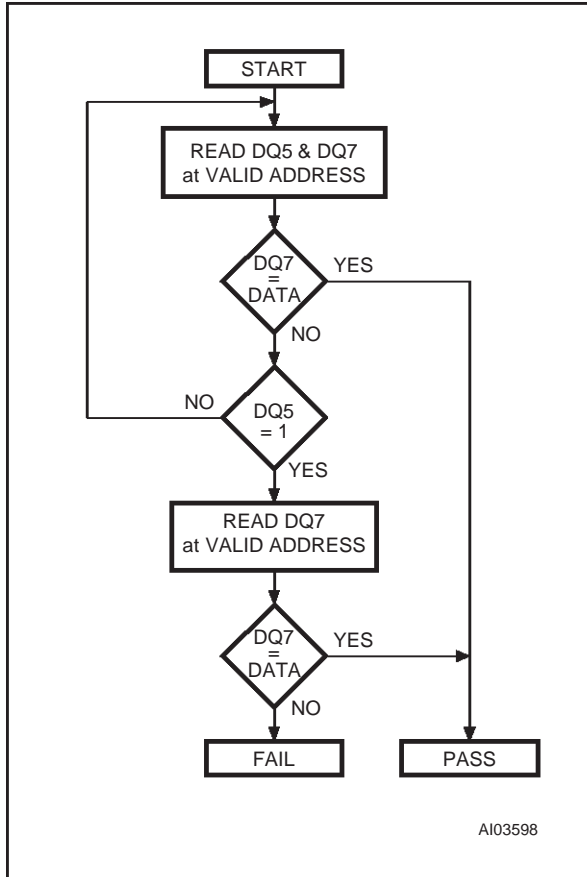 START
READ DQ5 & DQ7
at VALID ADDRESS
DQ7
=
DATA
YES
NO
DQ5
= 1
NO
YES
READ DQ7
at VALID ADDRESS
DQ7
=
DATA
YES
NO
FAIL
PASS
AI03598